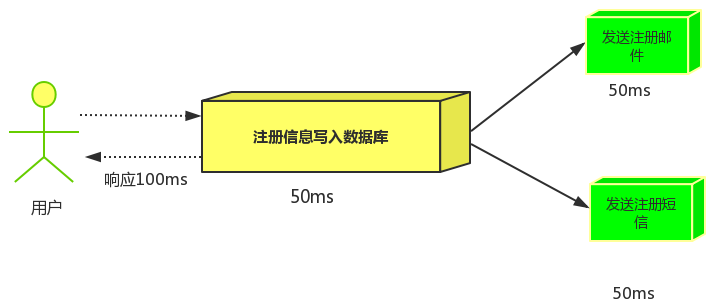 发送注册邮
件
50ms
注册信息写入数据库
响应100ms
50ms
用户
发送注册短
信
50ms